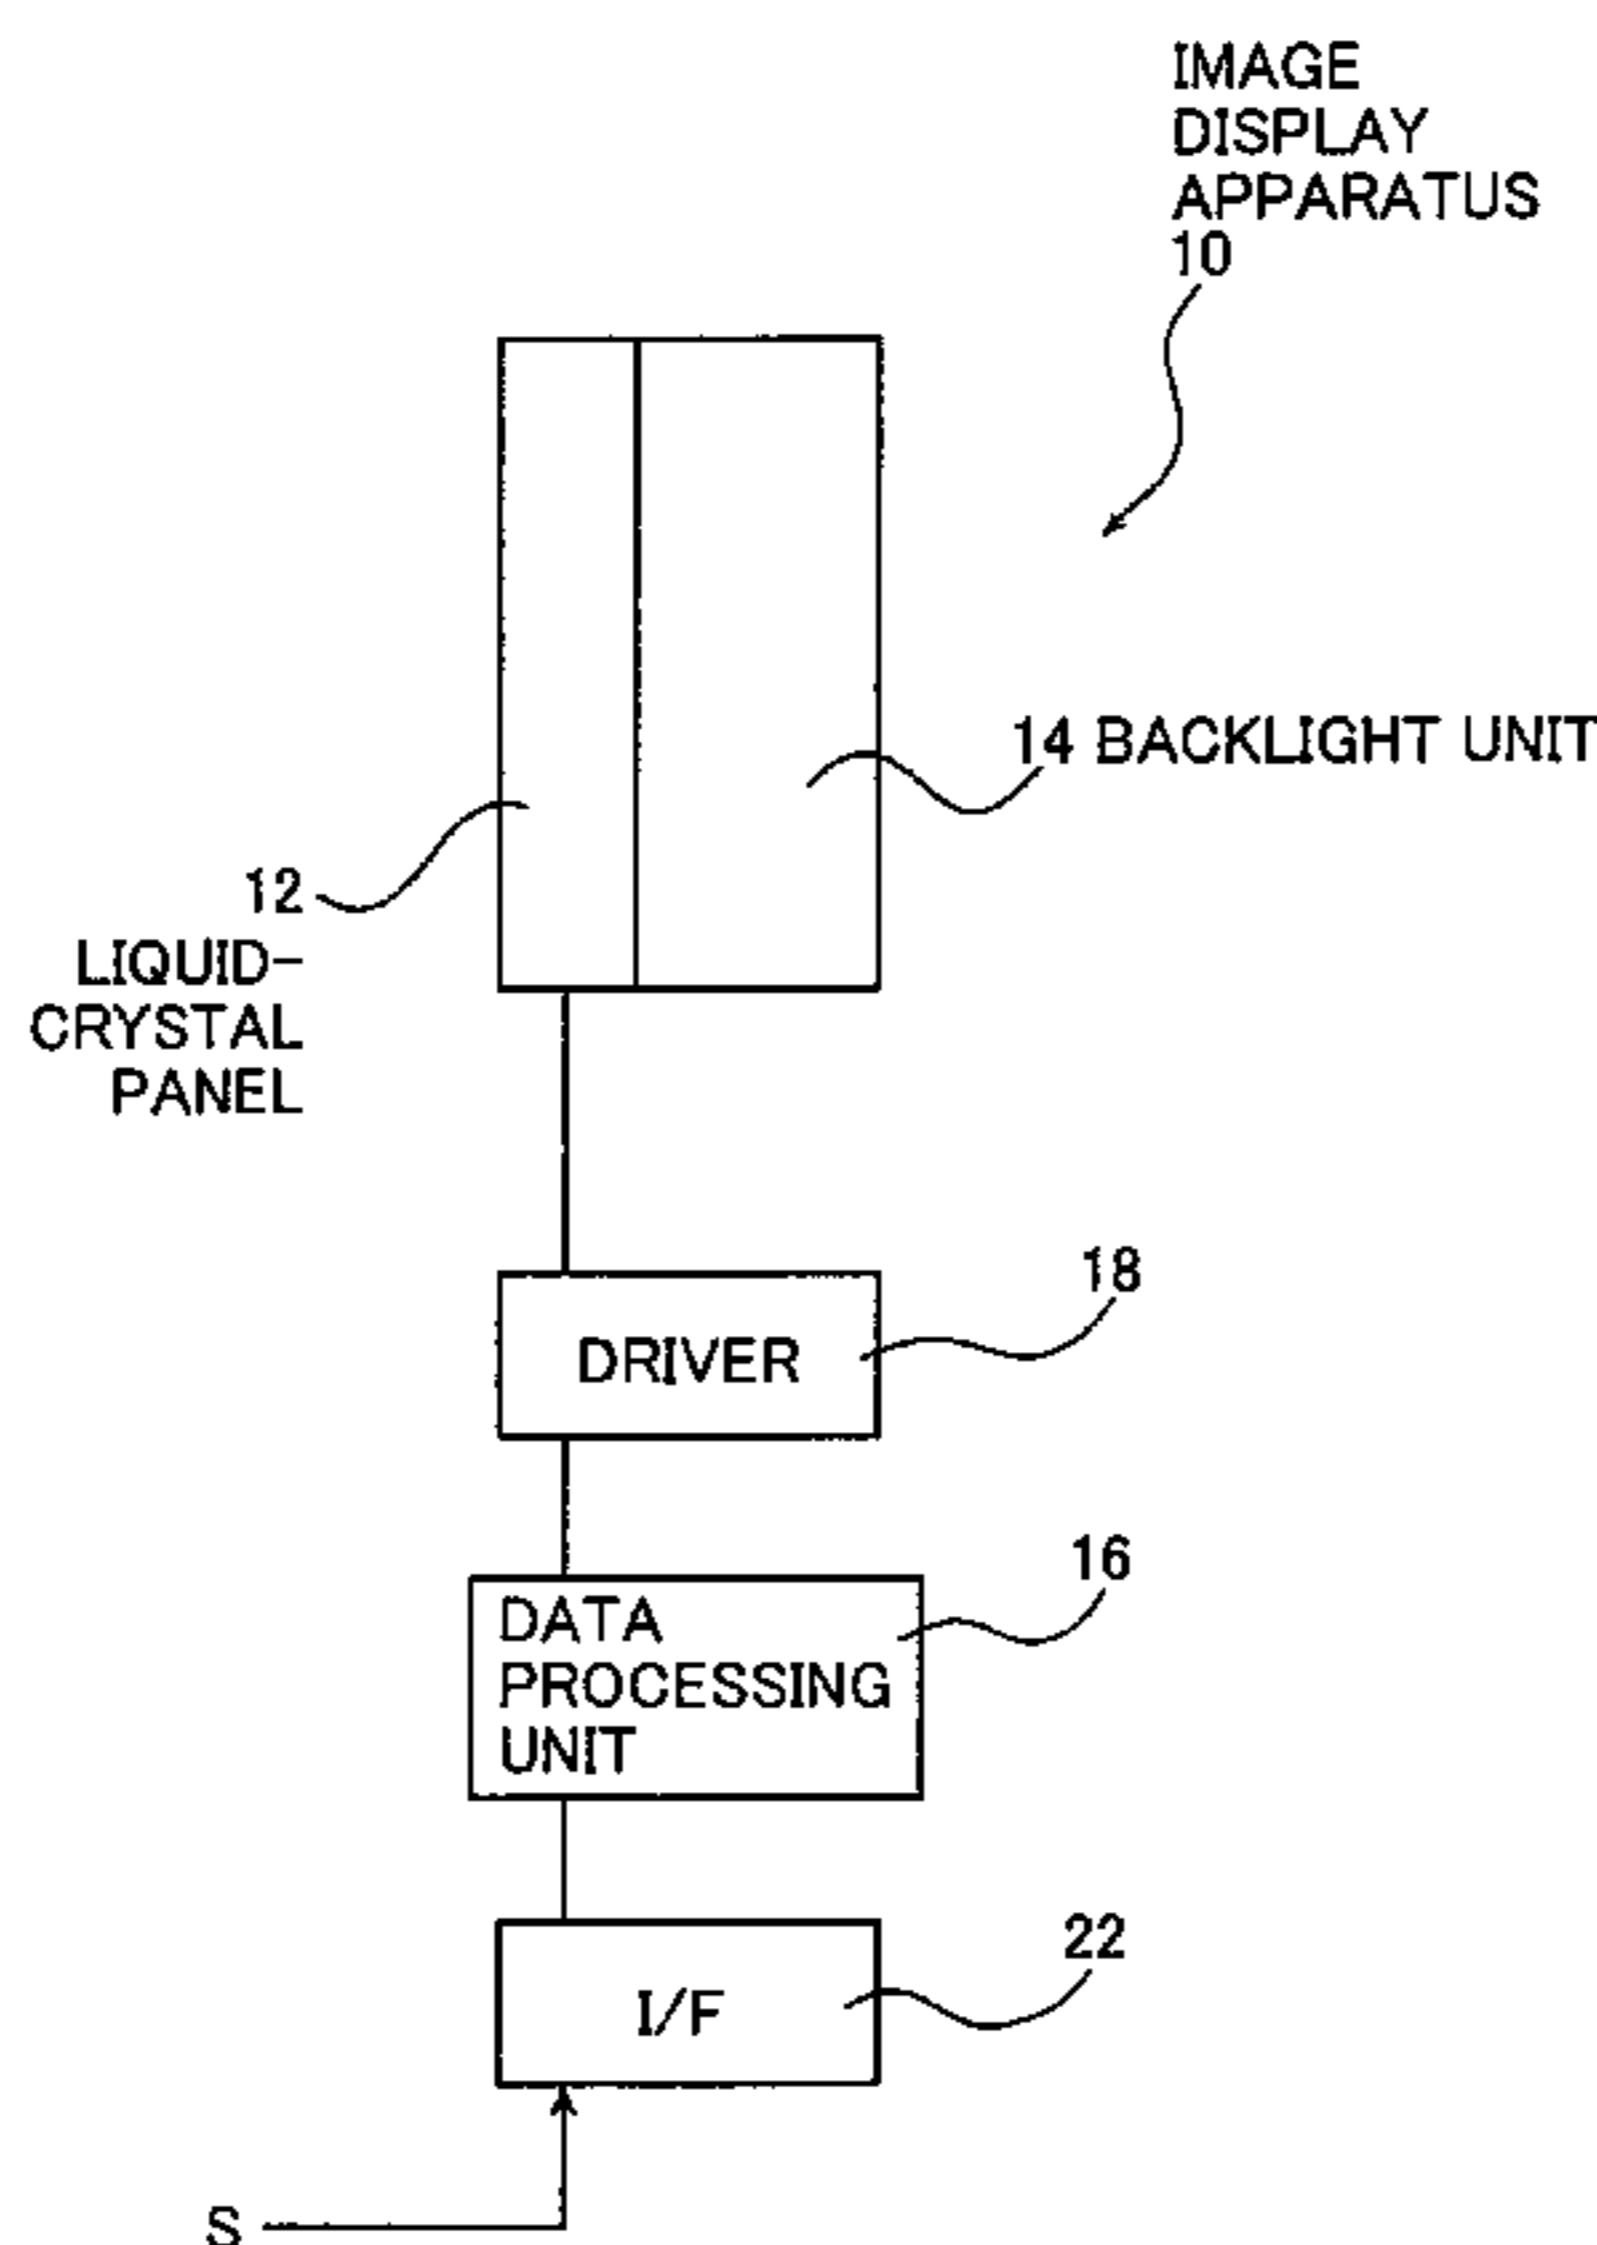 IMAGE
DISPLAY
APPARATUS
10
14 BACKLIGHT UNIT
12
LIQUID-
CRYSTAL
PANEL
18
DRIVER
16
DATA
PROCESSING
UNIT
22
I/F
S